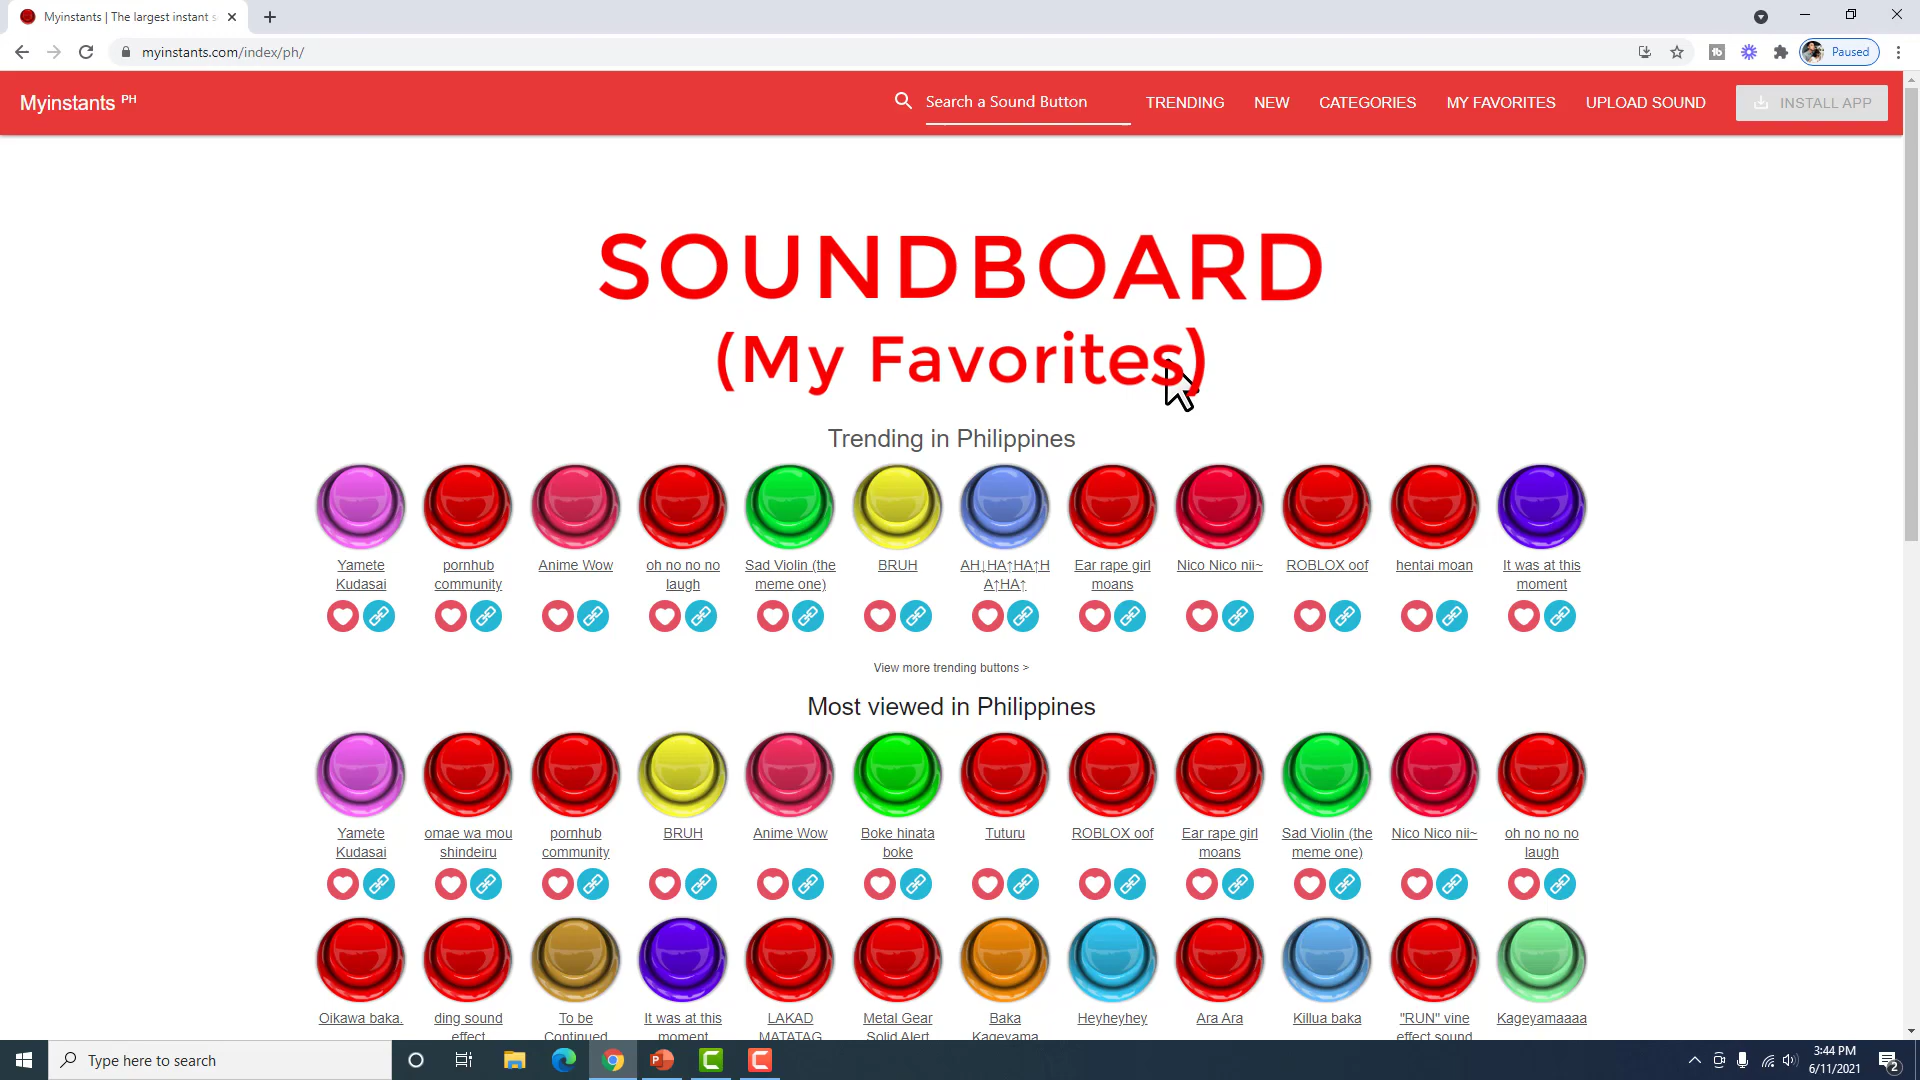 Myinstants | The largest instant s
myinstants.com/index/ph/
Paused
Myinstants PH
Search a Sound Button
TRENDING
NEW
CATEGORIES
MY FAVORITES
UPLOAD SOUND
INSTALL APP
SOUNDBOARD
(My Favorites)
Trending in Philippines
Yamete
Kudasai
pornhub
community
Anime Wow
oh no no no
laugh
Sad Violin (the
meme one)
BRUH
AH↓HA↑HA↑H
A↑HA↑
Ear rape girl
moans
Nico Nico nii~
ROBLOX oof
hentai moan
It was at this
moment
View more trending buttons >
Most viewed in Philippines
Yamete
Kudasai
omae wa mou
shindeiru
pornhub
community
BRUH
Anime Wow
Boke hinata
boke
Tuturu
ROBLOX oof
Ear rape girl
moans
Sad Violin (the
meme one)
Nico Nico nii~
oh no no no
laugh
Oikawa baka.
ding sound
effect
To be
Continued
It was at this
moment
LAKAD
MATATAG
Metal Gear
Solid Alert
Baka
Kageyama
Heyheyhey
Ara Ara
Killua baka
"RUN" vine
effect sound
Kageyamaaaa
Type here to search
3:44 PM
6/11/2021
2